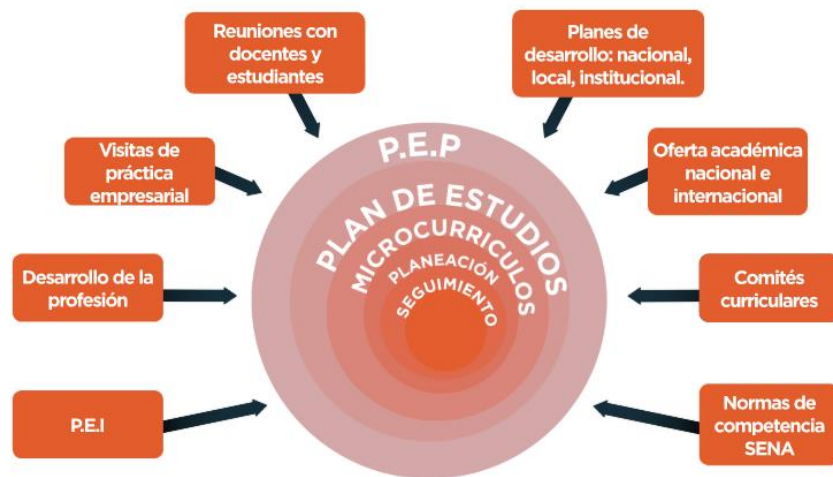 Reuniones con
docentes y
estudiantes
Planes de
desarrollo: nacional,
local, institucional.
Visitas de
práctica
empresarial
Oferta académica
nacional e
internacional
Desarrollo de la
profesión
Comités
curriculares
P.E.I
Normas de
competencia
SENA
P.E.P
PLAN DE ESTUDIOS
MICROCURRICULOS
PLANEACIÓN
SEGUIMIENTO